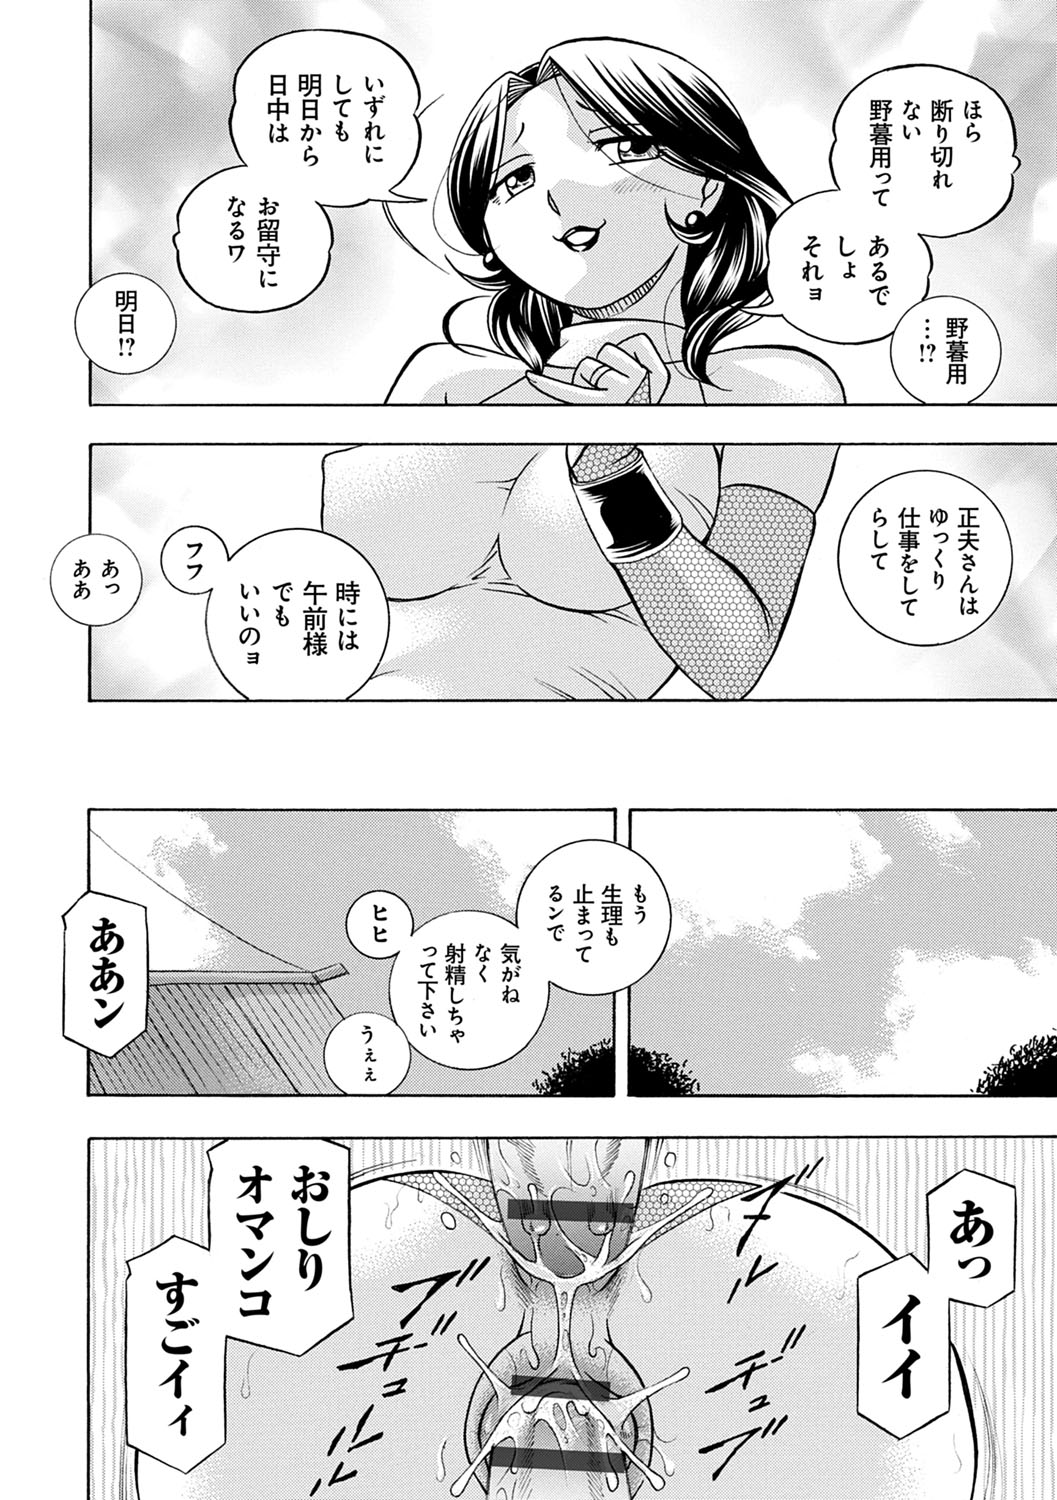 ほら
断り切れ
ない
野暮用って
あるで
しょ
それョ
野暮用
…!?
いずれに
しても
明日から
日中は
お留守に
なるワ
明日!?
正夫さんは
ゆっくり
仕事をして
らして
時には
午前様
でも
いいのョ
フフ
あっ
ああ
もう
生理も
止まって
るンで
気がね
なく
射精しちゃ
って下さい
ヒヒ
うぇぇ
ああン
あっ
イイ
おしり
オマンコ
すごイィ
ブブ
チュ
ブッ
チュ